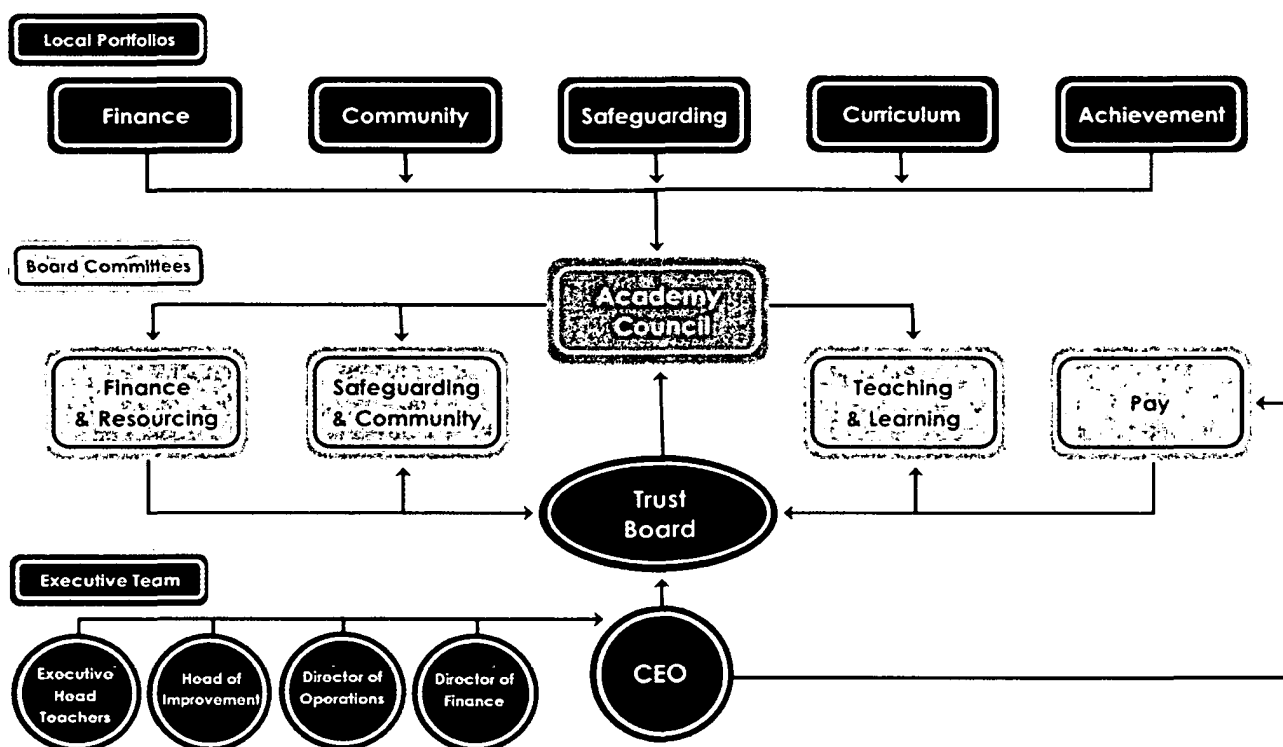 Local Portfolios
Finance
Community
Safeguarding
Curriculum
Achievement
Board Committees
Academy
Council
Finance
& Resourcing
Safeguarding
& Community
Teaching
& Learning
Pay
Trust
Board
Executive Team
Executive
Head
Teachers
Head of
Improvement
Director of
Operations
Director of
Finance
CEO